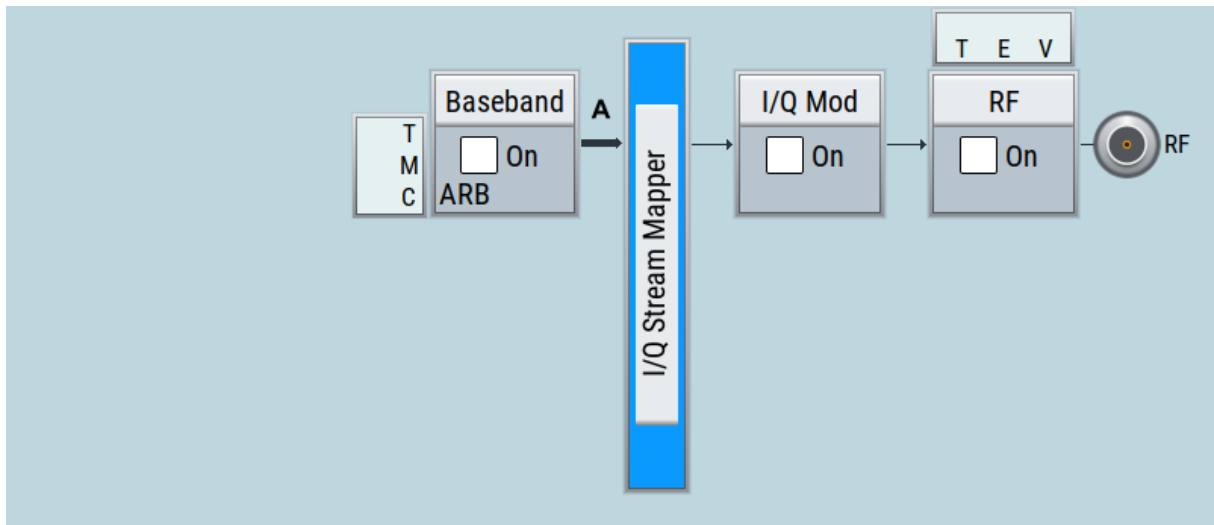 T E V
Baseband
A
I/Q Mod
RF
T
M
C
On
On
On
RF
ARB
I/Q Stream Mapper